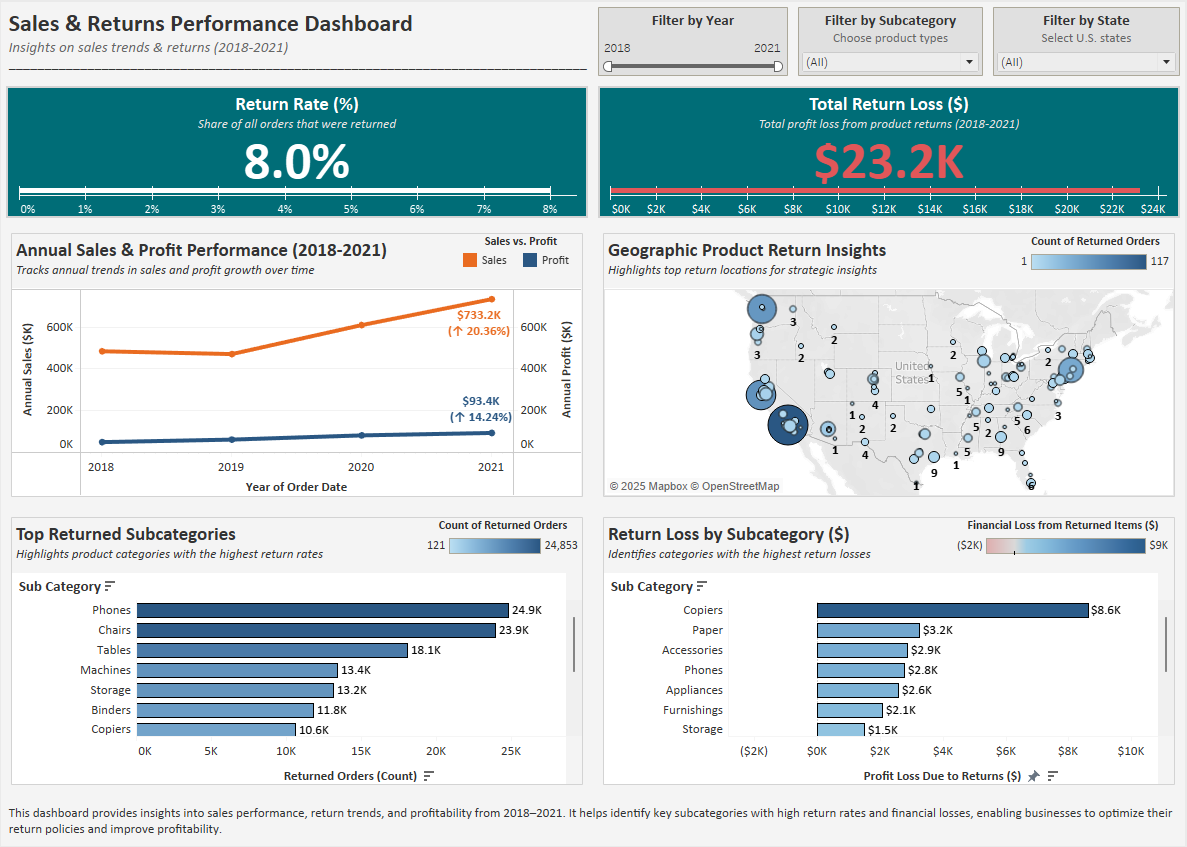 Sales & Returns Performance Dashboard
Insights on sales trends & returns (2018-2021)
Filter by Year
2018 2021
Filter by Subcategory
Choose product types
(All)
Filter by State
Select U.S. states
(All)
Return Rate (%)
Share of all orders that were returned
8.0%
0% 1% 2% 3% 4% 5% 6% 7% 8%
Total Return Loss ($)
Total profit loss from product returns (2018-2021)
$23.2K
$0K $2K $4K $6K $8K $10K $12K $14K $16K $18K $20K $22K $24K
Annual Sales & Profit Performance (2018-2021)
Tracks annual trends in sales and profit growth over time
Sales vs. Profit
Sales Profit
Annual Sales ($K)
600K
400K
200K
0K
$733.2K
(↑ 20.36%)
$93.4K
(↑ 14.24%)
600K
400K
200K
0K
Annual Profit ($K)
2018 2019 2020 2021
Year of Order Date
Geographic Product Return Insights
Highlights top return locations for strategic insights
Count of Returned Orders
1 117
3
2
3
2
2
2
United
States
1
5
1
4
1
2
2
3
5
5
2
6
1
4
5
9
9
1
1
6
© 2025 Mapbox © OpenStreetMap
Top Returned Subcategories
Highlights product categories with the highest return rates
Count of Returned Orders
121 24,853
Sub Category
Phones 24.9K
Chairs 23.9K
Tables 18.1K
Machines 13.4K
Storage 13.2K
Binders 11.8K
Copiers 10.6K
0K 5K 10K 15K 20K 25K
Returned Orders (Count)
Return Loss by Subcategory ($)
Identifies categories with the highest return losses
Financial Loss from Returned Items ($)
($2K) $9K
Sub Category
Copiers $8.6K
Paper $3.2K
Accessories $2.9K
Phones $2.8K
Appliances $2.6K
Furnishings $2.1K
Storage $1.5K
($2K) $0K $2K $4K $6K $8K $10K
Profit Loss Due to Returns ($)
This dashboard provides insights into sales performance, return trends, and profitability from 2018–2021. It helps identify key subcategories with high return rates and financial losses, enabling businesses to optimize their
return policies and improve profitability.